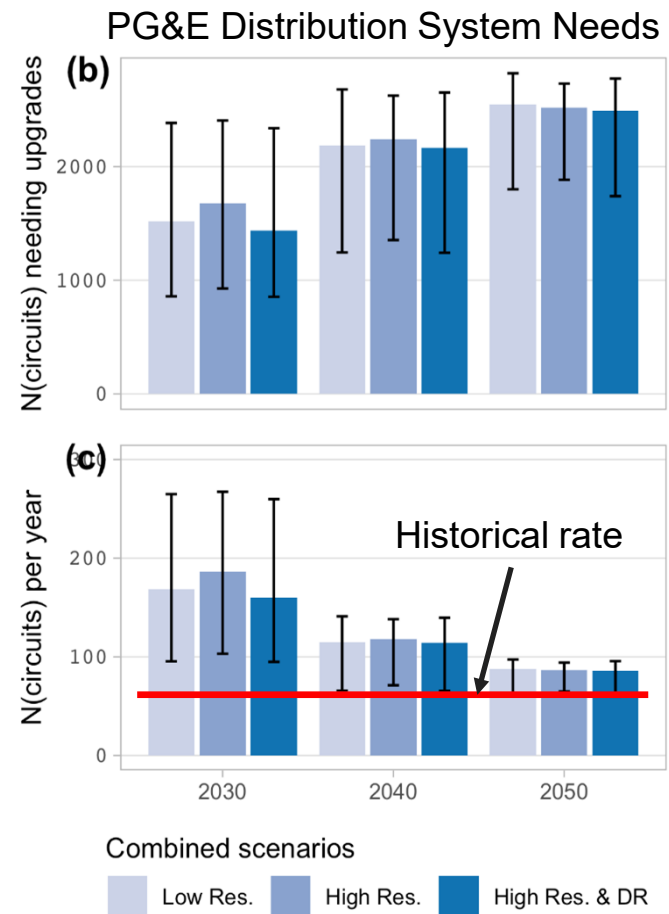 PG&E Distribution System Needs
(b)
N(circuits) needing upgrades
2000
1000
0
(c)
300
N(circuits) per year
Historical rate
200
100
0
2030 2040 2050
Combined scenarios
Low Res. High Res. High Res. & DR